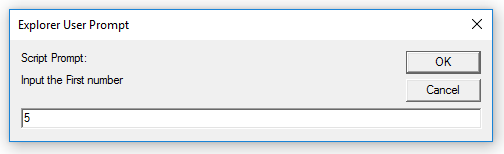 Explorer User Prompt
Script Prompt:
OK
Input the First number
Cancel
5